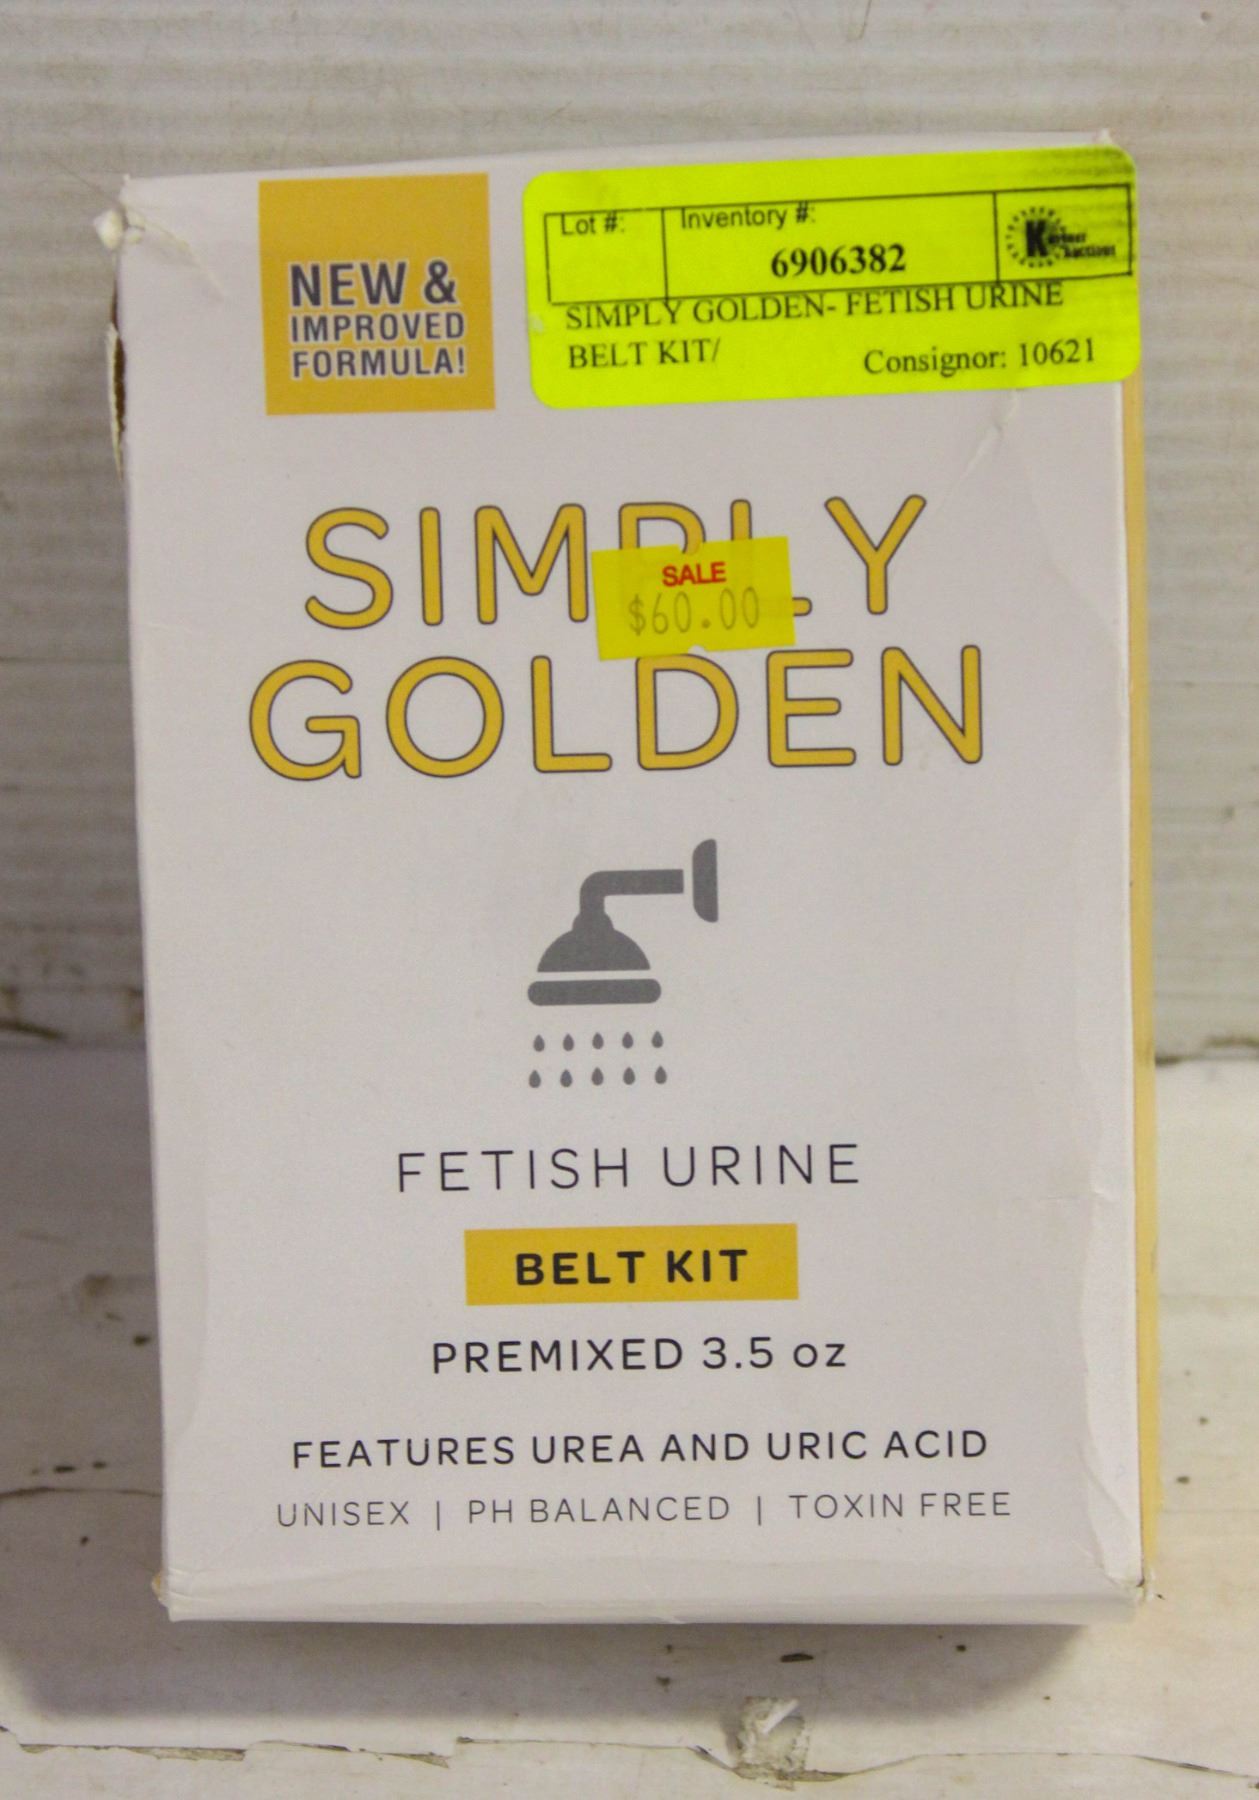 NEW &
IMPROVED
FORMULA!
Lot #:
Inventory #:
6906382
SIMPLY GOLDEN- FETISH URINE
BELT KIT/
Consignor: 10621
SIMPLY
SALE
$60.00
GOLDEN
FETISH URINE
BELT KIT
PREMIXED 3.5 oz
FEATURES UREA AND URIC ACID
UNISEX | PH BALANCED | TOXIN FREE